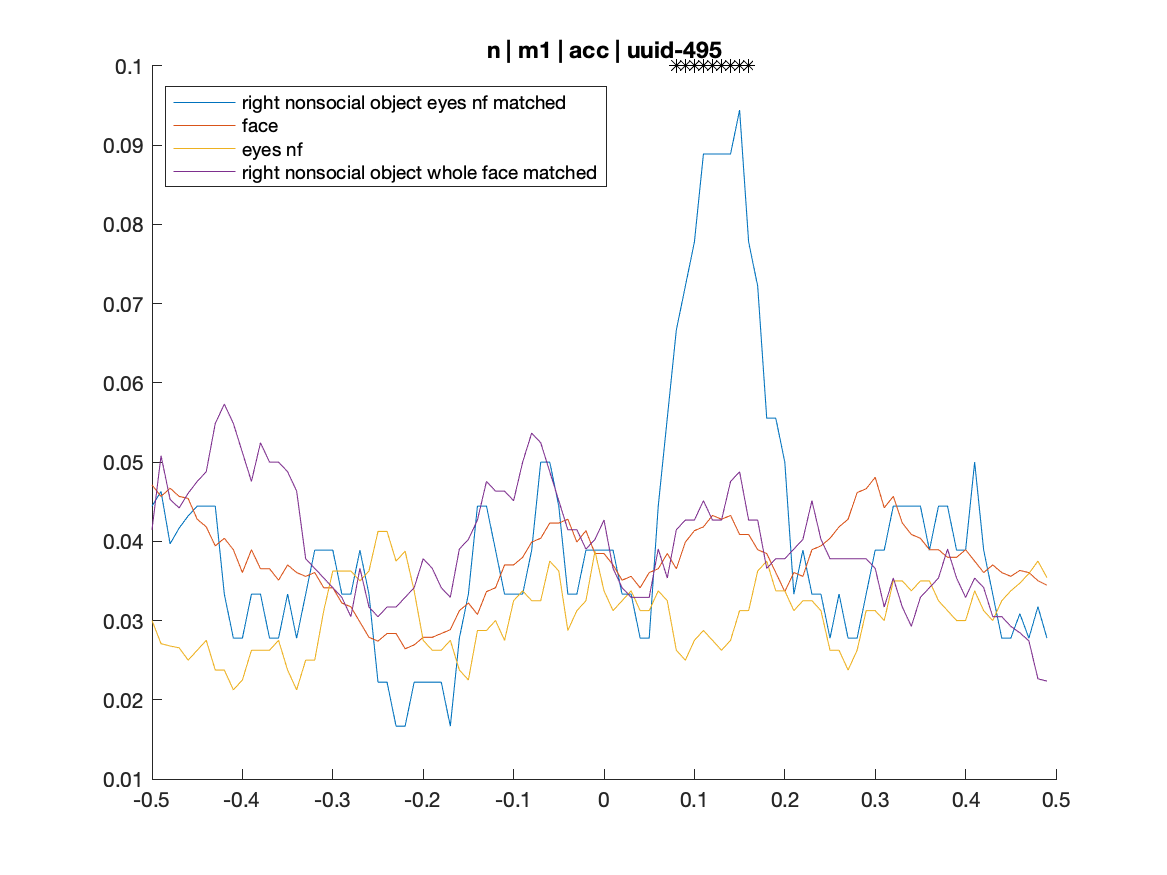 n | m1 | acc | uuid-495
right nonsocial object eyes nf matched
face
eyes nf
right nonsocial object whole face matched
0.1
0.09
0.08
0.07
0.06
0.05
0.04
0.03
0.02
0.01
-0.5 -0.4 -0.3 -0.2 -0.1 0 0.1 0.2 0.3 0.4 0.5